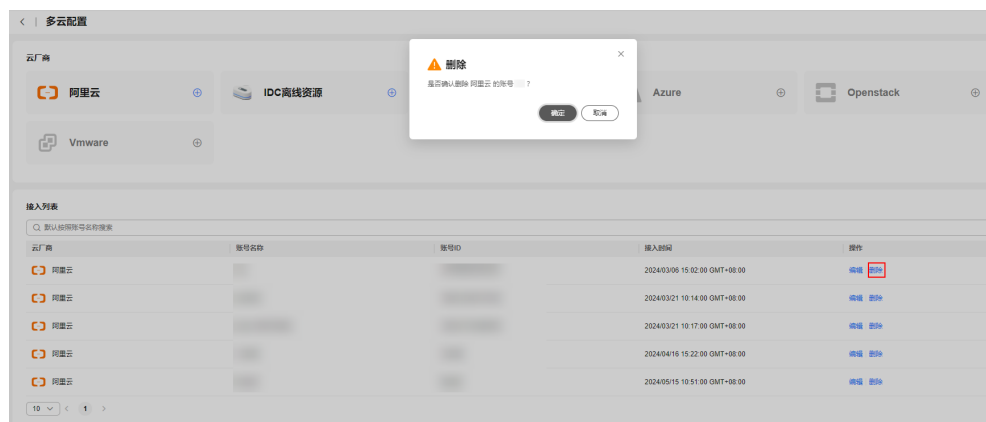 多云配置
云厂商
阿里云
IDC离线资源
Azure
Openstack
Vmware
删除
是否确认删除 阿里云 的账号 ?
确定 取消
接入列表
默认按照账号名称搜索
云厂商 账号名称 账号ID 接入时间 操作
阿里云 2024/03/06 15:02:00 GMT+08:00 编辑 删除
阿里云 2024/03/21 10:14:00 GMT+08:00 编辑 删除
阿里云 2024/03/21 10:17:00 GMT+08:00 编辑 删除
阿里云 2024/04/16 15:22:00 GMT+08:00 编辑 删除
阿里云 2024/05/15 10:51:00 GMT+08:00 编辑 删除
10 1